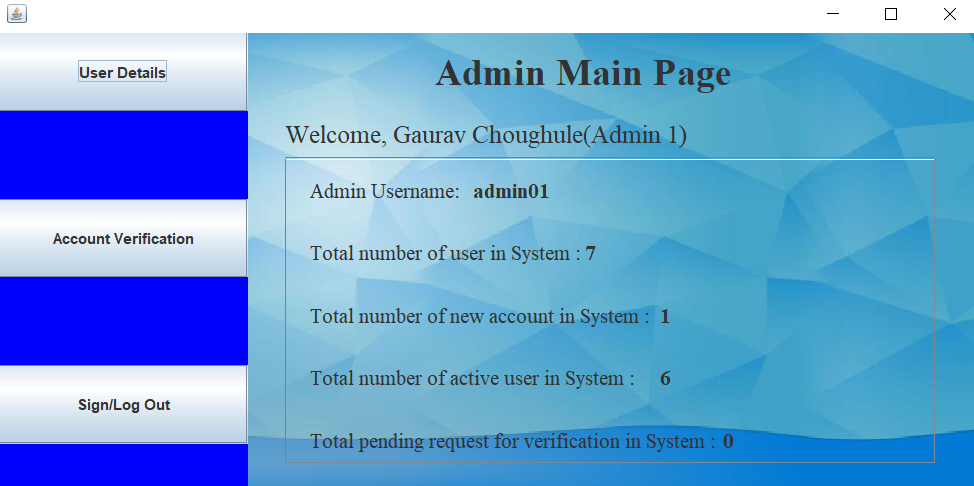 User Details
Account Verification
Sign/Log Out
Admin Main Page
Welcome, Gaurav Choughule(Admin 1)
Admin Username: admin01
Total number of user in System : 7
Total number of new account in System : 1
Total number of active user in System : 6
Total pending request for verification in System : 0